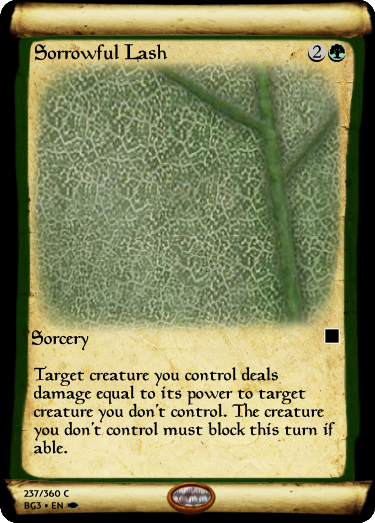 Sorrowful Lash 2
Sorcery
Target creature you control deals
damage equal to its power to target
creature you don't control. The creature
you don't control must block this turn if
able.
237/360 C
BG3 • EN